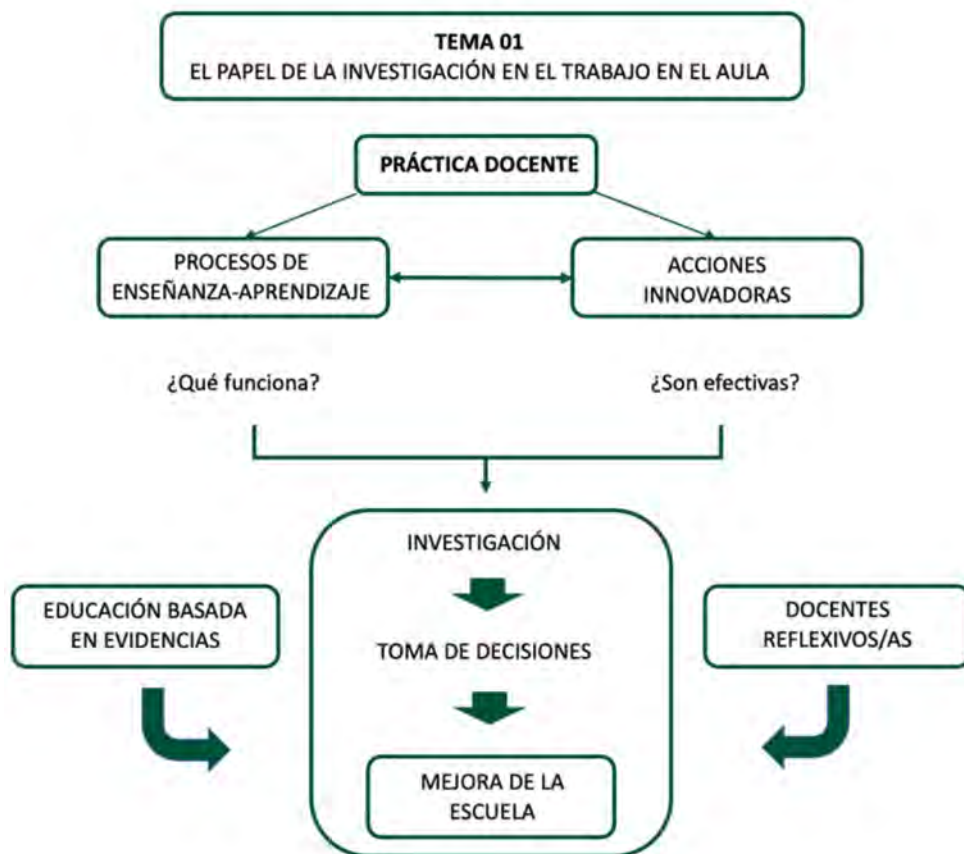 TEMA 01
EL PAPEL DE LA INVESTIGACIÓN EN EL TRABAJO EN EL AULA
PRÁCTICA DOCENTE
PROCESOS DE
ENSEÑANZA-APRENDIZAJE
ACCIONES
INNOVADORAS
¿Qué funciona?
¿Son efectivas?
INVESTIGACIÓN
EDUCACIÓN BASADA
EN EVIDENCIAS
TOMA DE DECISIONES
DOCENTES
REFLEXIVOS/AS
MEJORA DE LA
ESCUELA